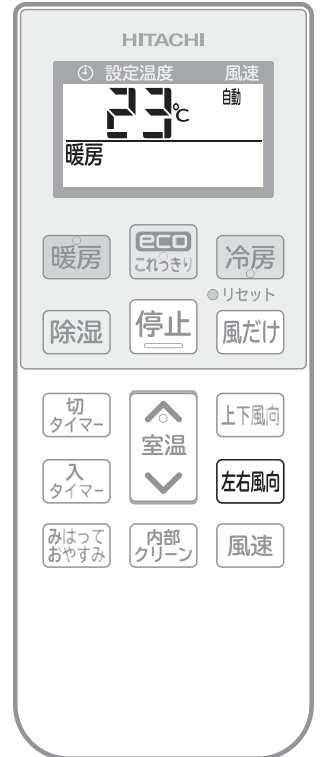 HITACHI
設定温度 風速
23℃ 自動
暖房
暖房 eco これっきり 冷房
リセット
除湿 停止 風だけ
切タイマー 室温 上下風向
入タイマー 左右風向
みはっておやすみ 内部クリーン 風速